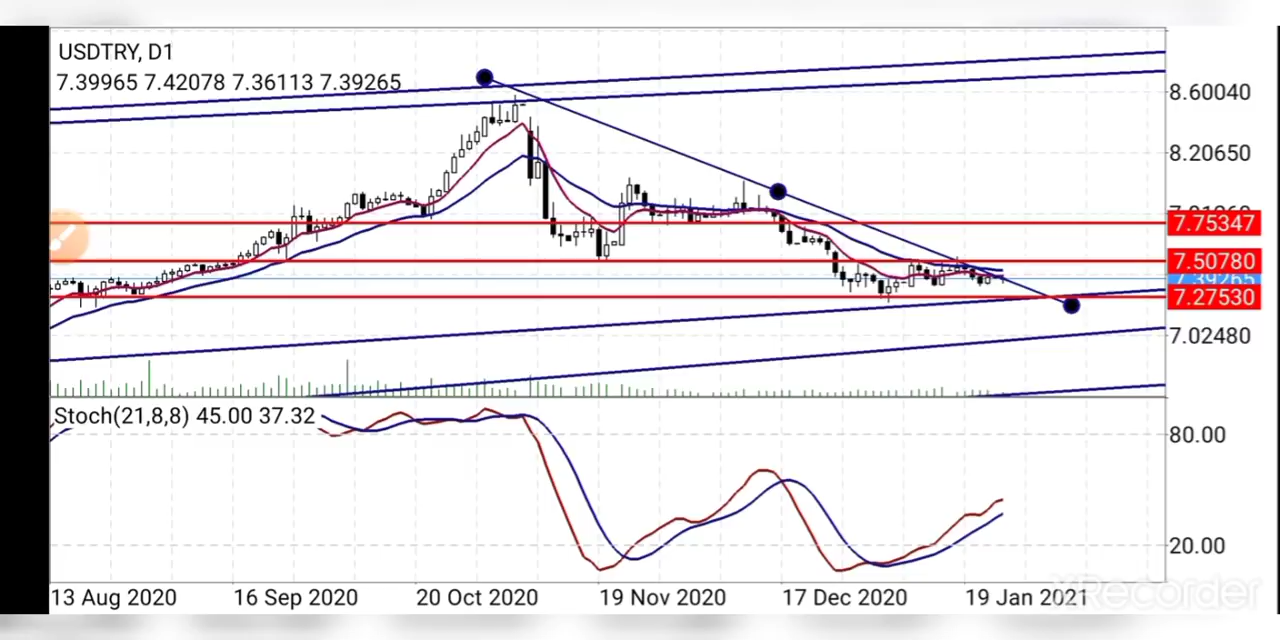 USDTRY, D1
7.39965 7.42078 7.36113 7.39265
8.60040
8.20650
7.75347
7.50780
7.39265
7.27530
7.02480
Stoch(21,8,8) 45.00 37.32
80.00
20.00
13 Aug 2020 16 Sep 2020 20 Oct 2020 19 Nov 2020 17 Dec 2020 19 Jan 2021
XRecorder